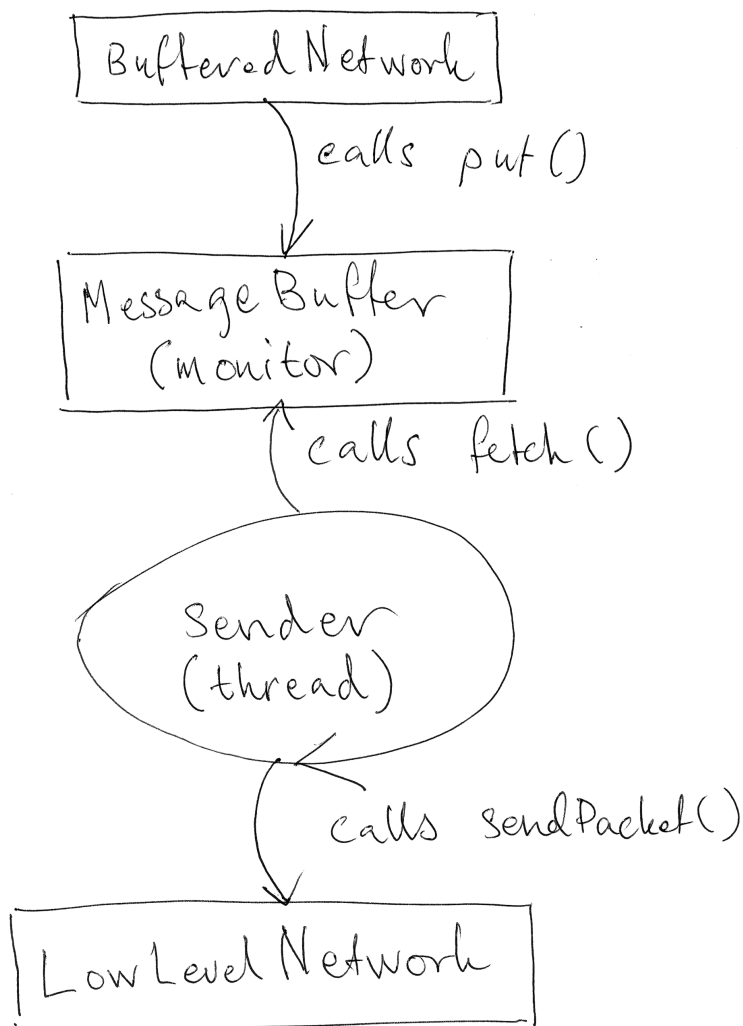 BufferedNetwork
calls put()
MessageBuffer
(monitor)
calls fetch()
Sender
(thread)
calls sendPacket()
LowLevelNetwork